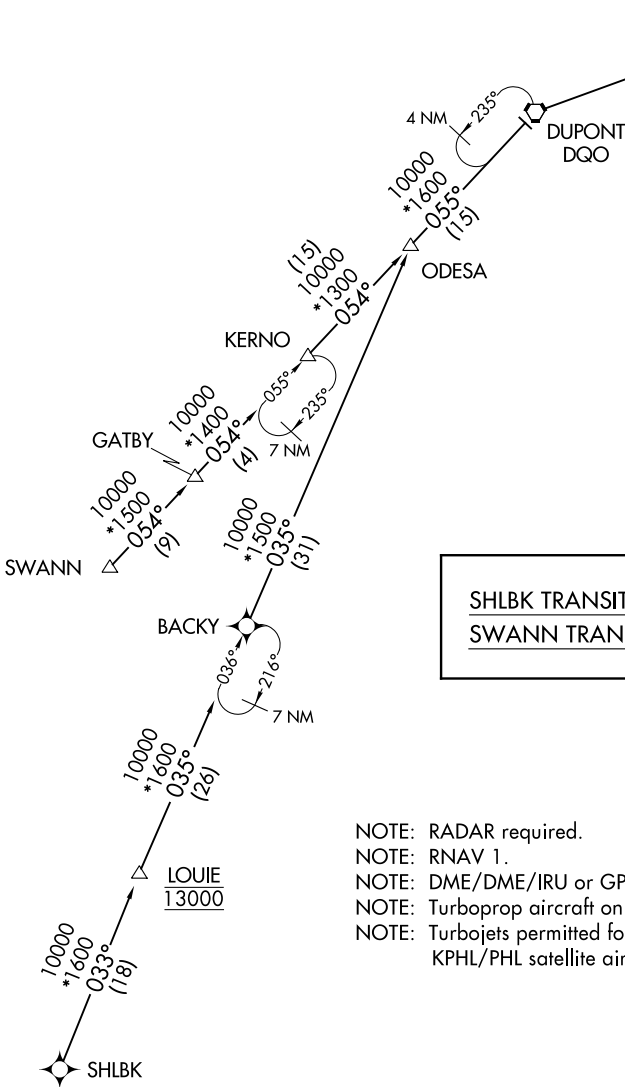 235°
4 NM
DUPONT
DQO
10000
*1600
055°
(15)
ODESA
(15)
10000
*1300
054°
KERNO
055°
235°
7 NM
10000
*1400
054°
(4)
GATBY
10000
*1500
054°
(9)
SWANN
10000
*1500
035°
(31)
SHLBK TRANSIT
SWANN TRAN
BACKY
036°
216°
7 NM
10000
*1600
035°
(26)
LOUIE
13000
NOTE: RADAR required.
NOTE: RNAV 1.
NOTE: DME/DME/IRU or GP
NOTE: Turboprop aircraft on
NOTE: Turbojets permitted fo
KPHL/PHL satellite air
10000
*1600
033°
(18)
SHLBK